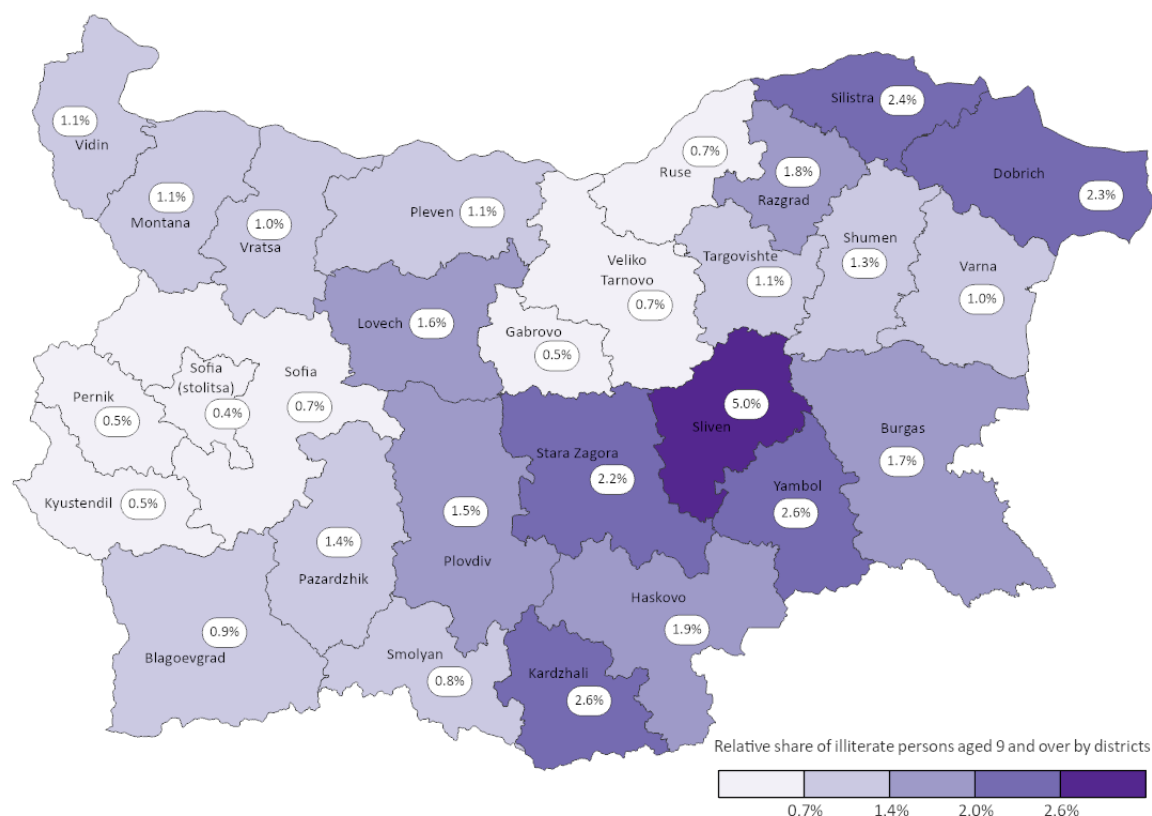 Silistra
2.4%
1.1%
Vidin
0.7%
Ruse
1.8%
Razgrad
Dobrich
2.3%
1.1%
Montana
1.0%
Vratsa
Pleven
1.1%
Veliko
Tarnovo
0.7%
Targovishte
1.1%
Shumen
1.3%
Varna
1.0%
Lovech
1.6%
Gabrovo
0.5%
Sofia
(stolitsa)
0.4%
Sofia
0.7%
Pernik
0.5%
5.0%
Sliven
Burgas
1.7%
Stara Zagora
2.2%
Yambol
2.6%
Kyustendil
0.5%
1.5%
Plovdiv
1.4%
Pazardzhik
Haskovo
1.9%
0.9%
Blagoevgrad
Smolyan
0.8%
Kardzhali
2.6%
Relative share of illiterate persons aged 9 and over by districts
0.7%
1.4%
2.0%
2.6%